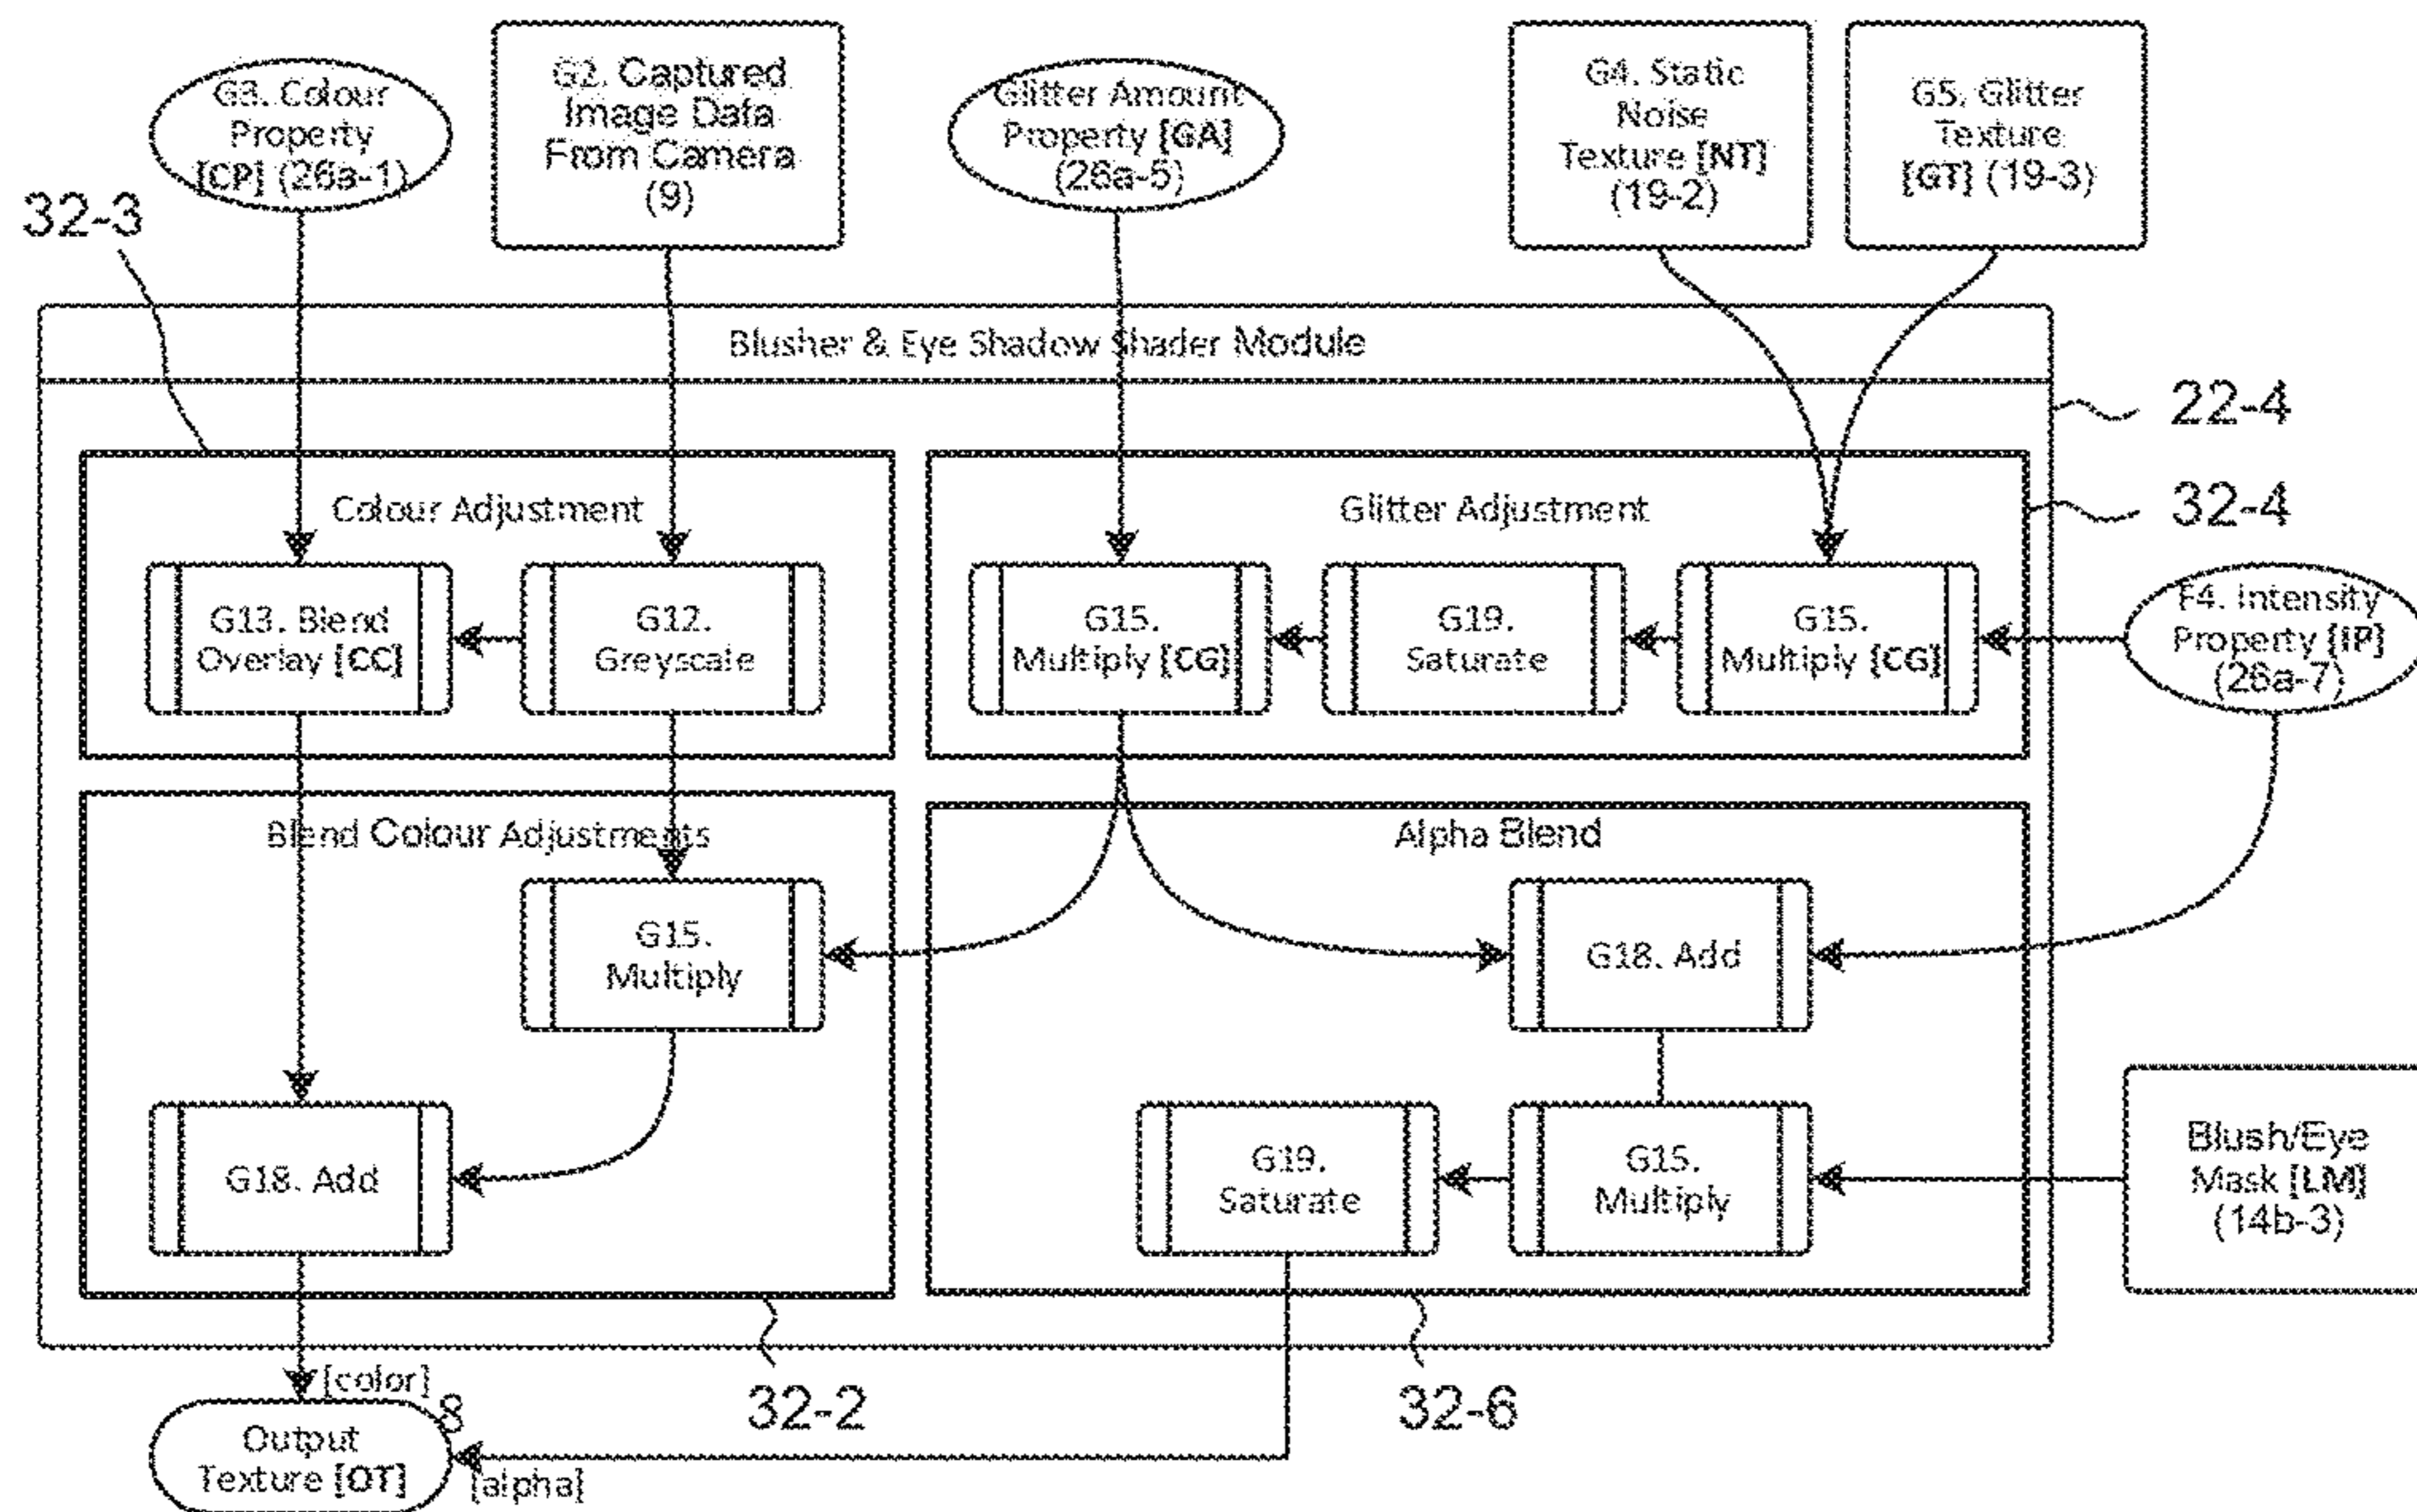 G3. Colour
Property
[CP] (26a-1)
G2. Captured
Image Data
From Camera
(9)
Glitter Amount
Property [GA]
(26a-5)
G4. Static
Noise
Texture [NT]
(19-2)
G5. Glitter
Texture
[GT] (19-3)
32-3
Blusher & Eye Shadow Shader Module
22-4
Colour Adjustment
Glitter Adjustment
32-4
G13. Blend
Overlay [CC]
G12.
Greyscale
G15.
Multiply [CG]
G19.
Saturate
G15.
Multiply [CG]
F4. Intensity
Property [IP]
(26a-7)
Blend Colour Adjustments
Alpha Blend
G15.
Multiply
G18. Add
G18. Add
G19.
Saturate
G15.
Multiply
Blush/Eye
Mask [LM]
(14b-3)
[color]
8
32-2
32-6
Output
Texture [OT]
[alpha]